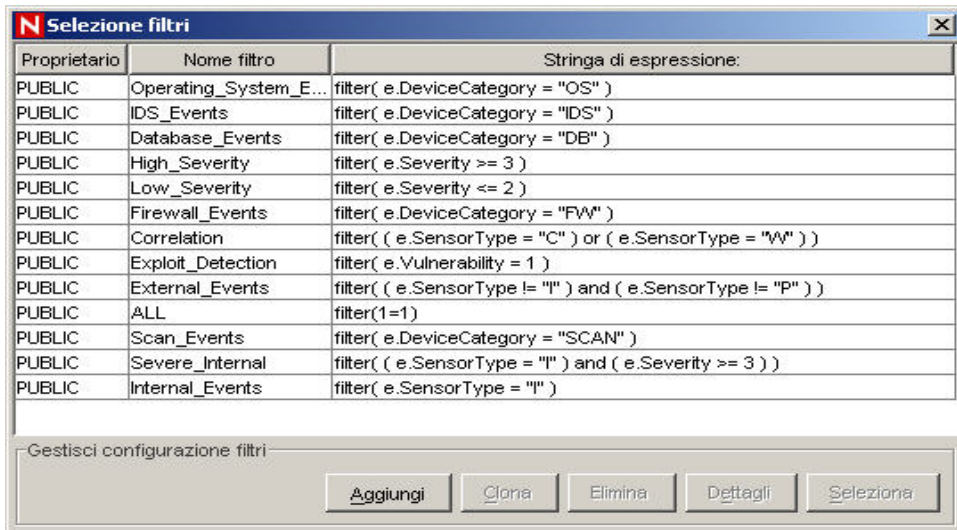 N Selezione filtri
Proprietario Nome filtro Stringa di espressione:
PUBLIC Operating_System_E... filter( e.DeviceCategory = "OS" )
PUBLIC IDS_Events filter( e.DeviceCategory = "IDS" )
PUBLIC Database_Events filter( e.DeviceCategory = "DB" )
PUBLIC High_Severity filter( e.Severity >= 3 )
PUBLIC Low_Severity filter( e.Severity <= 2 )
PUBLIC Firewall_Events filter( e.DeviceCategory = "FW" )
PUBLIC Correlation filter( ( e.SensorType = "C" ) or ( e.SensorType = "W" ) )
PUBLIC Exploit_Detection filter( e.Vulnerability = 1 )
PUBLIC External_Events filter( ( e.SensorType != "I" ) and ( e.SensorType != "P" ) )
PUBLIC ALL filter(1=1)
PUBLIC Scan_Events filter( e.DeviceCategory = "SCAN" )
PUBLIC Severe_Internal filter( ( e.SensorType = "I" ) and ( e.Severity >= 3 ) )
PUBLIC Internal_Events filter( e.SensorType = "I" )
Gestisci configurazione filtri
Aggiungi Clona Elimina Dettagli Seleziona